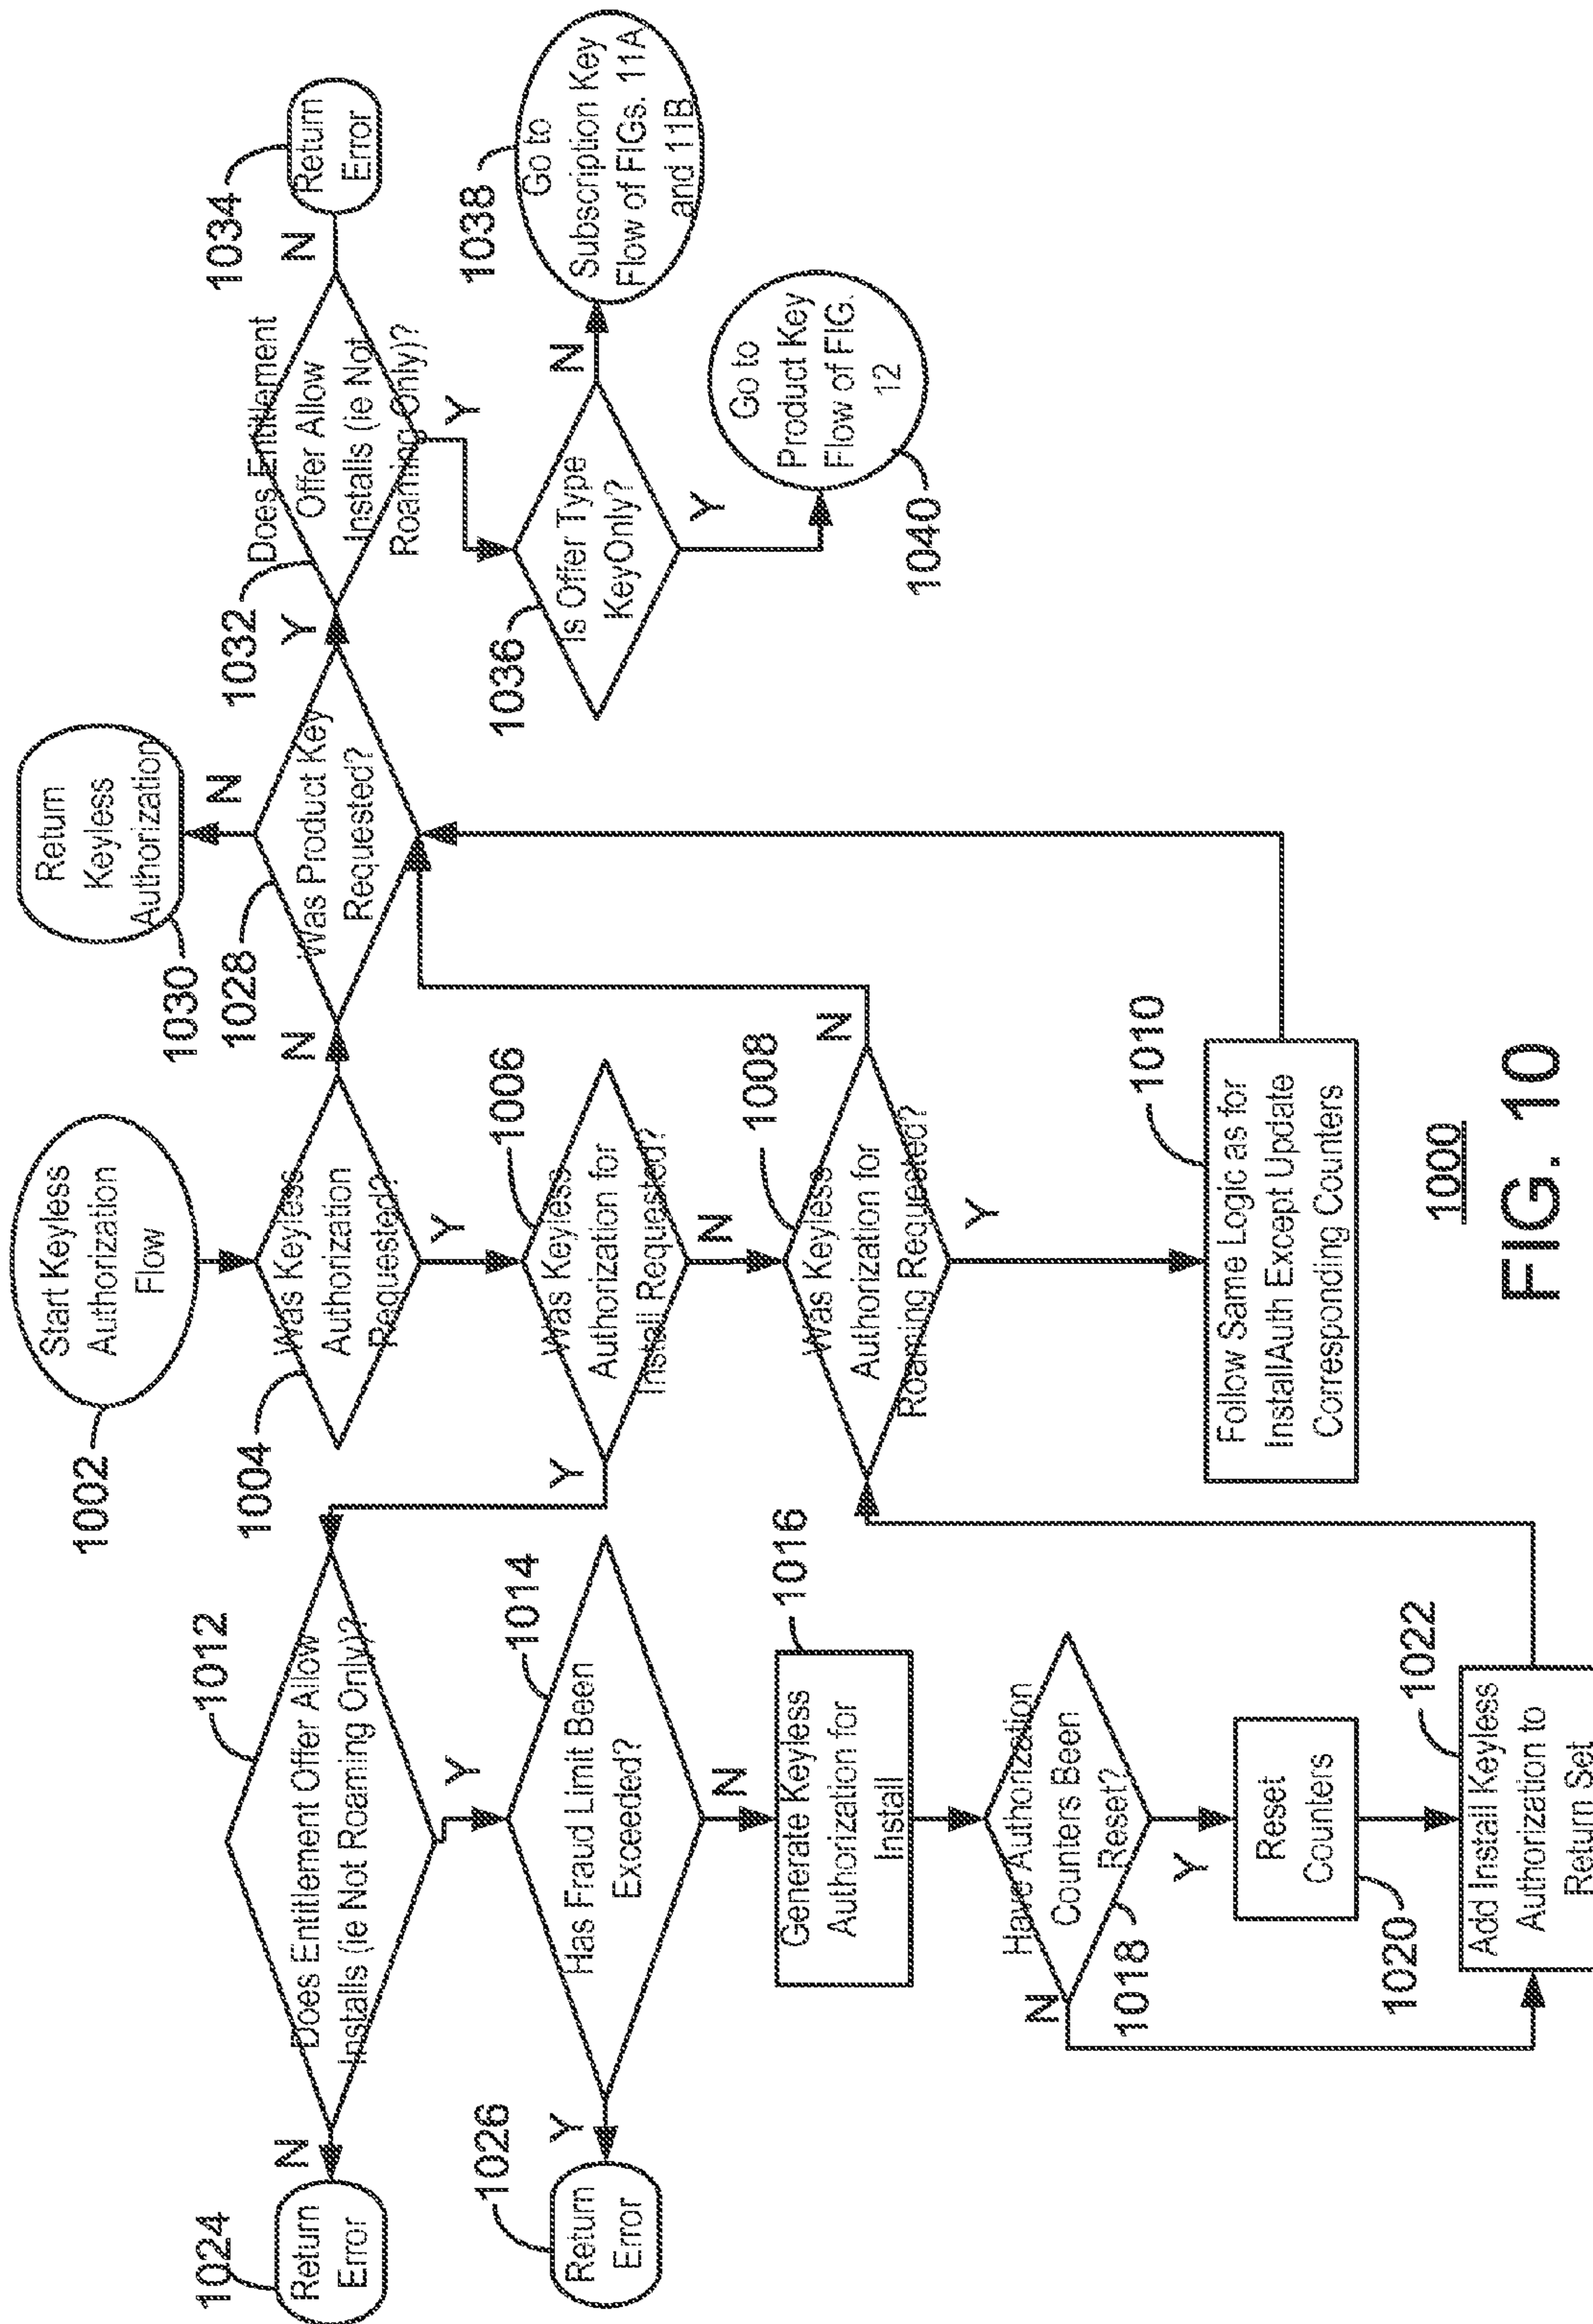 1002
Start Keyless
Authorization
Flow
1004
Was Keyless
Authorization
Requested?
N
Y
1006
Was Keyless
Authorization for
Install Requested?
Y
N
1008
Was Keyless
Authorization for
Roaming Requested?
N
Y
1010
Follow Same Logic as for
InstallAuth Except Update
Corresponding Counters
1012
Does Entitlement Offer Allow
Installs (ie Not Roaming Only)?
N
Y
1024
Return
Error
1014
Has Fraud Limit Been
Exceeded?
Y
N
1026
Return
Error
1016
Generate Keyless
Authorization for
Install
Have Authorization
Counters Been
Reset?
1018
N
Y
Reset
Counters
1020
1022
Add Install Keyless
Authorization to
Return Set
1028
Was Product Key
Requested?
N
Y
1030
Return
Keyless
Authorization
1032
Does Entitlement
Offer Allow
Installs (ie Not
Roaming Only)?
N
Y
1034
Return
Error
1036
Is Offer Type
KeyOnly?
N
Y
1038
Go to
Subscription Key
Flow of FIGs. 11A
and 11B
1040
Go to
Product Key
Flow of FIG.
12
1000
FIG. 10